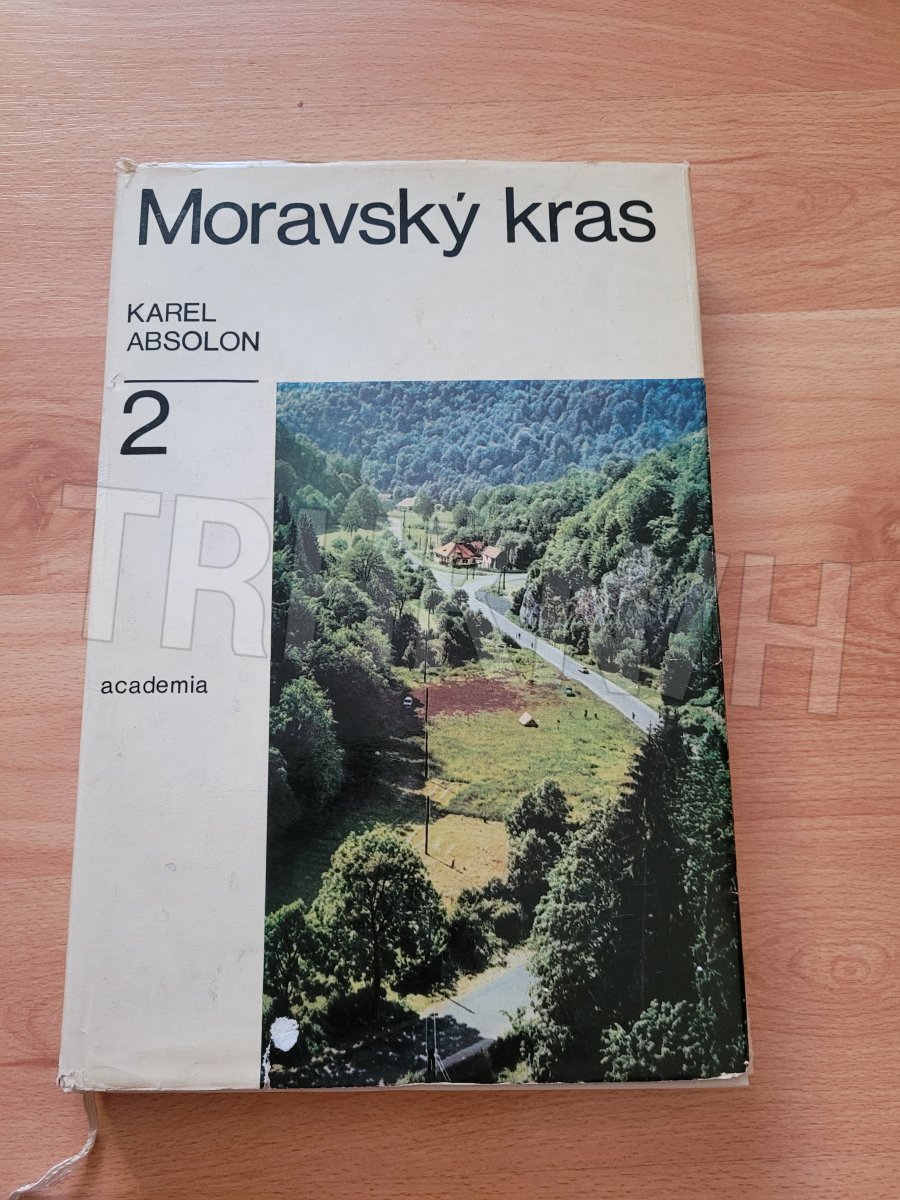 Moravský kras
KAREL
ABSOLON
2
academia